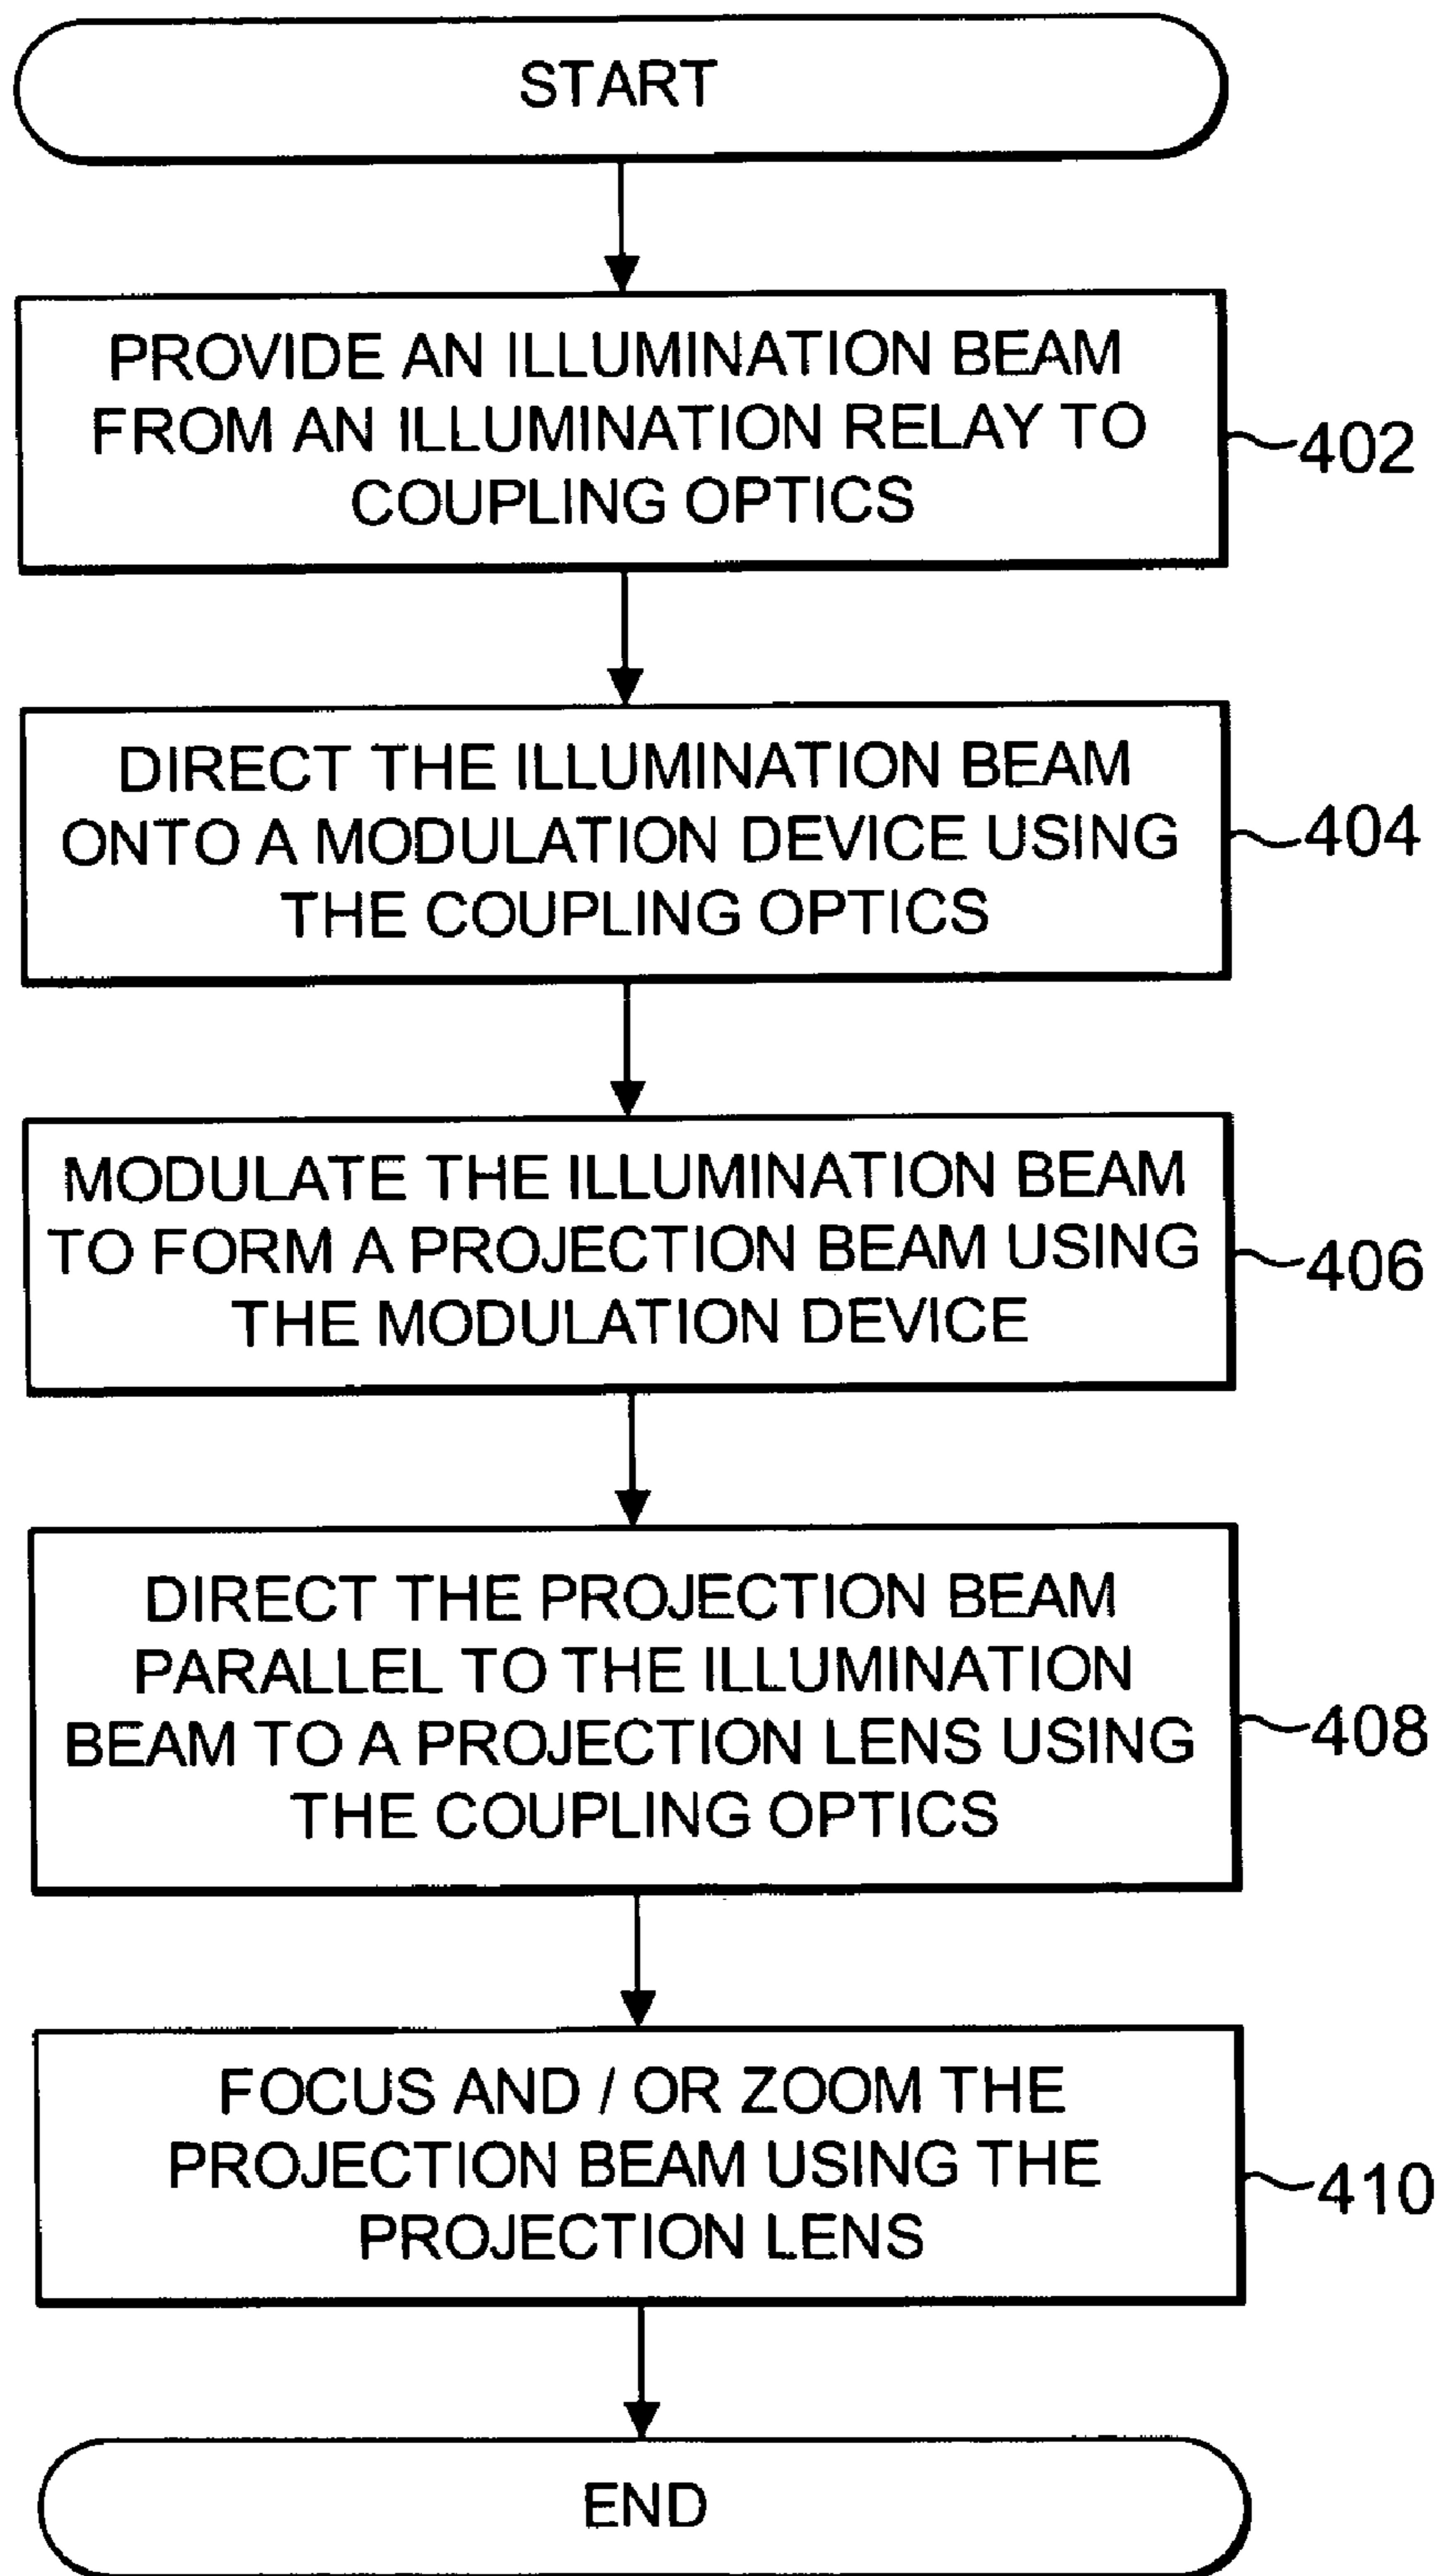 START
PROVIDE AN ILLUMINATION BEAM
FROM AN ILLUMINATION RELAY TO
COUPLING OPTICS
402
DIRECT THE ILLUMINATION BEAM
ONTO A MODULATION DEVICE USING
THE COUPLING OPTICS
404
MODULATE THE ILLUMINATION BEAM
TO FORM A PROJECTION BEAM USING
THE MODULATION DEVICE
406
DIRECT THE PROJECTION BEAM
PARALLEL TO THE ILLUMINATION
BEAM TO A PROJECTION LENS USING
THE COUPLING OPTICS
408
FOCUS AND / OR ZOOM THE
PROJECTION BEAM USING THE
PROJECTION LENS
410
END